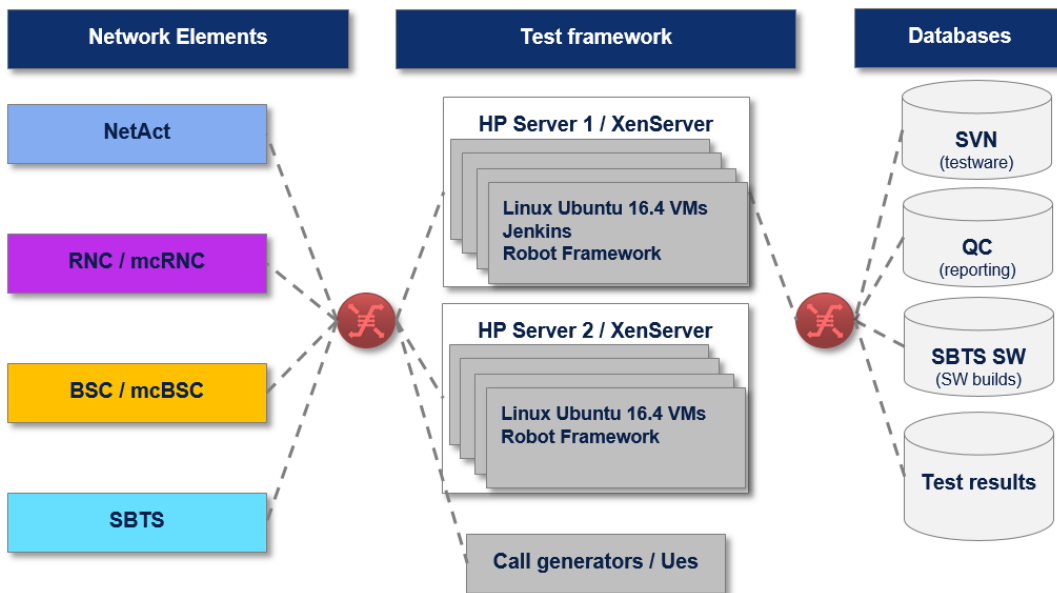 Network Elements
Test framework
Databases
NetAct
RNC / mcRNC
BSC / mcBSC
SBTS
HP Server 1 / XenServer
Linux Ubuntu 16.4 VMs
Jenkins
Robot Framework
HP Server 2 / XenServer
Linux Ubuntu 16.4 VMs
Robot Framework
Call generators / Ues
SVN
(testware)
QC
(reporting)
SBTS SW
(SW builds)
Test results